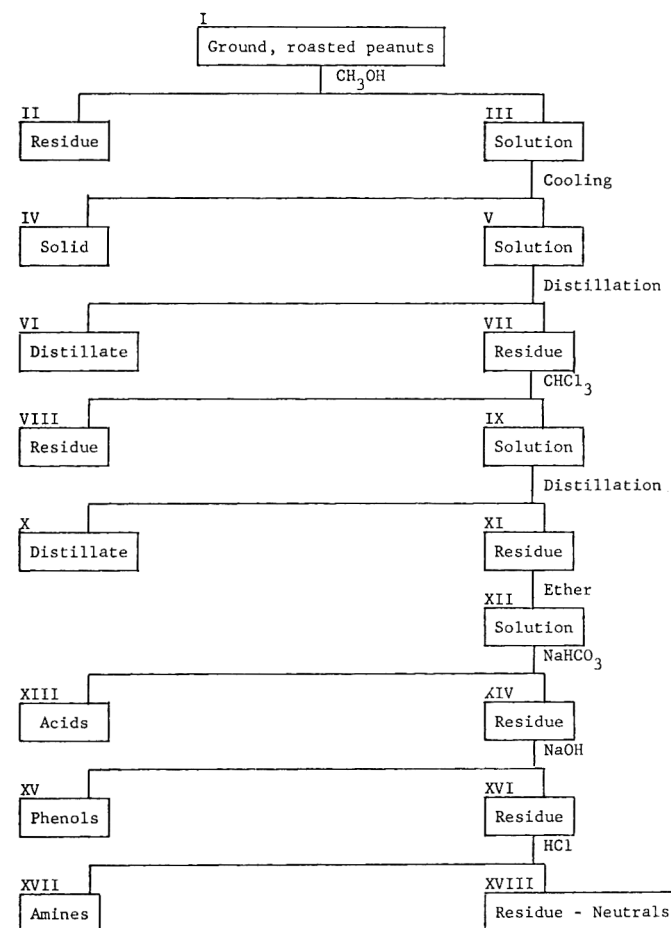 I
Ground, roasted peanuts
CH3OH
II
III
Residue
Solution
Cooling
IV
V
Solid
Solution
Distillation
VI
VII
Distillate
Residue
CHCl3
VIII
IX
Residue
Solution
Distillation
X
XI
Distillate
Residue
Ether
XII
Solution
NaHCO3
XIII
XIV
Acids
Residue
NaOH
XV
XVI
Phenols
Residue
HCl
XVII
XVIII
Amines
Residue - Neutrals